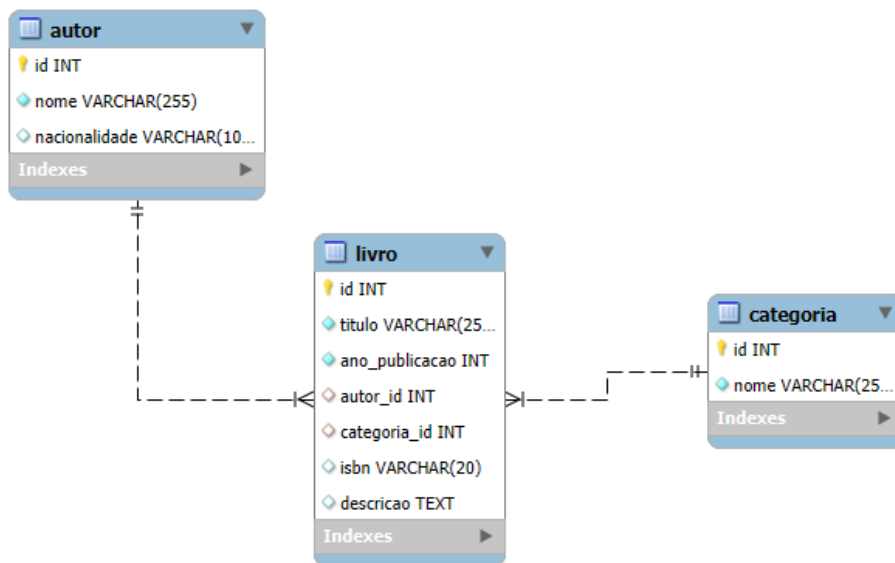 autor
id INT
nome VARCHAR(255)
nacionalidade VARCHAR(10...
Indexes
livro
id INT
titulo VARCHAR(25...
ano_publicacao INT
autor_id INT
categoria_id INT
isbn VARCHAR(20)
descricao TEXT
Indexes
categoria
id INT
nome VARCHAR(25...
Indexes